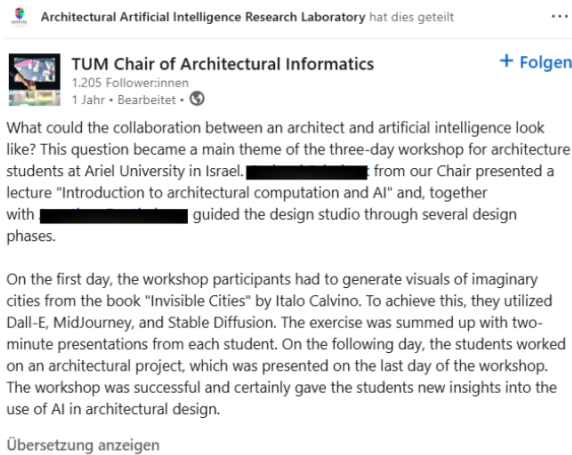 Architectural Artificial Intelligence Research Laboratory hat dies geteilt
TUM Chair of Architectural Informatics
+ Folgen
1.205 Follower:innen
1 Jahr • Bearbeitet •
What could the collaboration between an architect and artificial intelligence look
like? This question became a main theme of the three-day workshop for architecture
students at Ariel University in Israel. from our Chair presented a
lecture "Introduction to architectural computation and AI" and, together
with guided the design studio through several design
phases.
On the first day, the workshop participants had to generate visuals of imaginary
cities from the book "Invisible Cities" by Italo Calvino. To achieve this, they utilized
Dall-E, MidJourney, and Stable Diffusion. The exercise was summed up with two-
minute presentations from each student. On the following day, the students worked
on an architectural project, which was presented on the last day of the workshop.
The workshop was successful and certainly gave the students new insights into the
use of AI in architectural design.
Übersetzung anzeigen